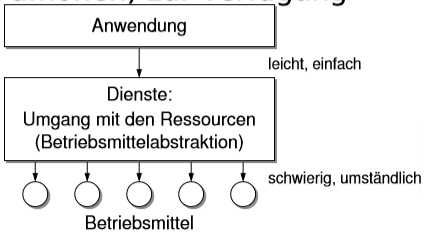 Anwendung
leicht, einfach
Dienste:
Umgang mit den Ressourcen
(Betriebsmittelabstraktion)
schwierig, umständlich
Betriebsmittel